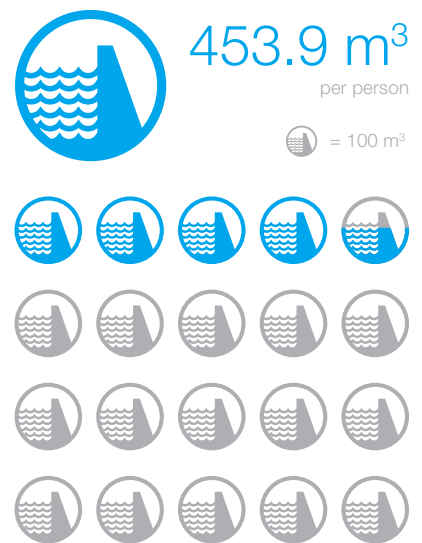 453.9 m³
per person
= 100 m³